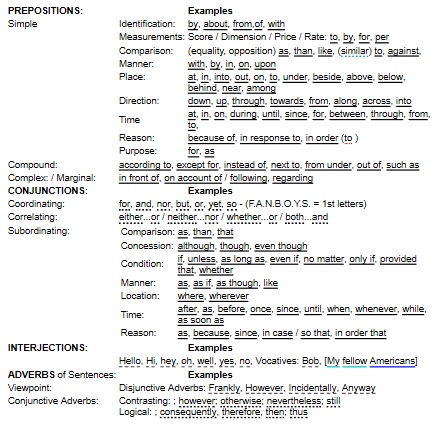 PREPOSITIONS: Examples
Simple Identification: by, about, from,of, with
Measurements: Score / Dimension / Price / Rate: to, by, for, per
Comparison: (equality, opposition) as, than, like, (similar) to, against,
Manner: with, by, in, on, upon
Place: at, in, into, out, on, to, under, beside, above, below,
behind, near, among
Direction: down, up, through, towards, from, along, across, into
Time at, in, on, during, until, since, for, between, through, from,
to,
Reason: because of, in response to, in order (to )
Purpose: for, as
Compound: according to, except for, instead of, next to, from under, out of, such as
Complex: / Marginal: in front of, on account of / following, regarding
CONJUNCTIONS: Examples
Coordinating: for, and, nor, but, or, yet, so - (F.A.N.B.O.Y.S. = 1st letters)
Correlating: either...or / neither...nor / whether...or / both...and
Subordinating: Comparison: as, than, that
Concession: although, though, even though
Condition: if, unless, as long as, even if, no matter, only if, provided
that, whether
Manner: as, as if, as though, like
Location: where, wherever
Time: after, as, before, once, since, until, when, whenever, while,
as soon as
Reason: as, because, since, in case / so that, in order that
INTERJECTIONS: Examples
Hello, Hi, hey, oh, well, yes, no, Vocatives: Bob, [My fellow Americans]
ADVERBS of Sentences: Examples
Viewpoint: Disjunctive Adverbs: Frankly, However, Incidentally, Anyway
Conjunctive Adverbs: Contrasting: ; however; otherwise; nevertheless; still
Logical: ; consequently, therefore, then; thus